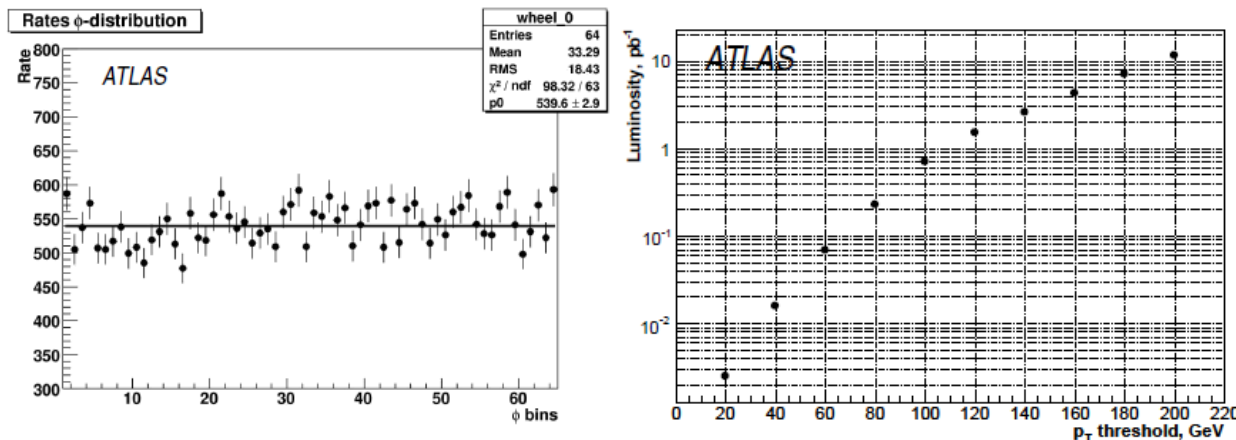 Rates ϕ-distribution
wheel_0
Entries 64
Mean 33.29
RMS 18.43
χ² / ndf 98.32 / 63
p0 539.6 ± 2.9
ATLAS
Rate
800
750
700
650
600
550
500
450
400
350
300
10 20 30 40 50 60
ϕ bins
ATLAS
Luminosity, pb⁻¹
10
1
10⁻¹
10⁻²
0 20 40 60 80 100 120 140 160 180 200 220
p_T threshold, GeV